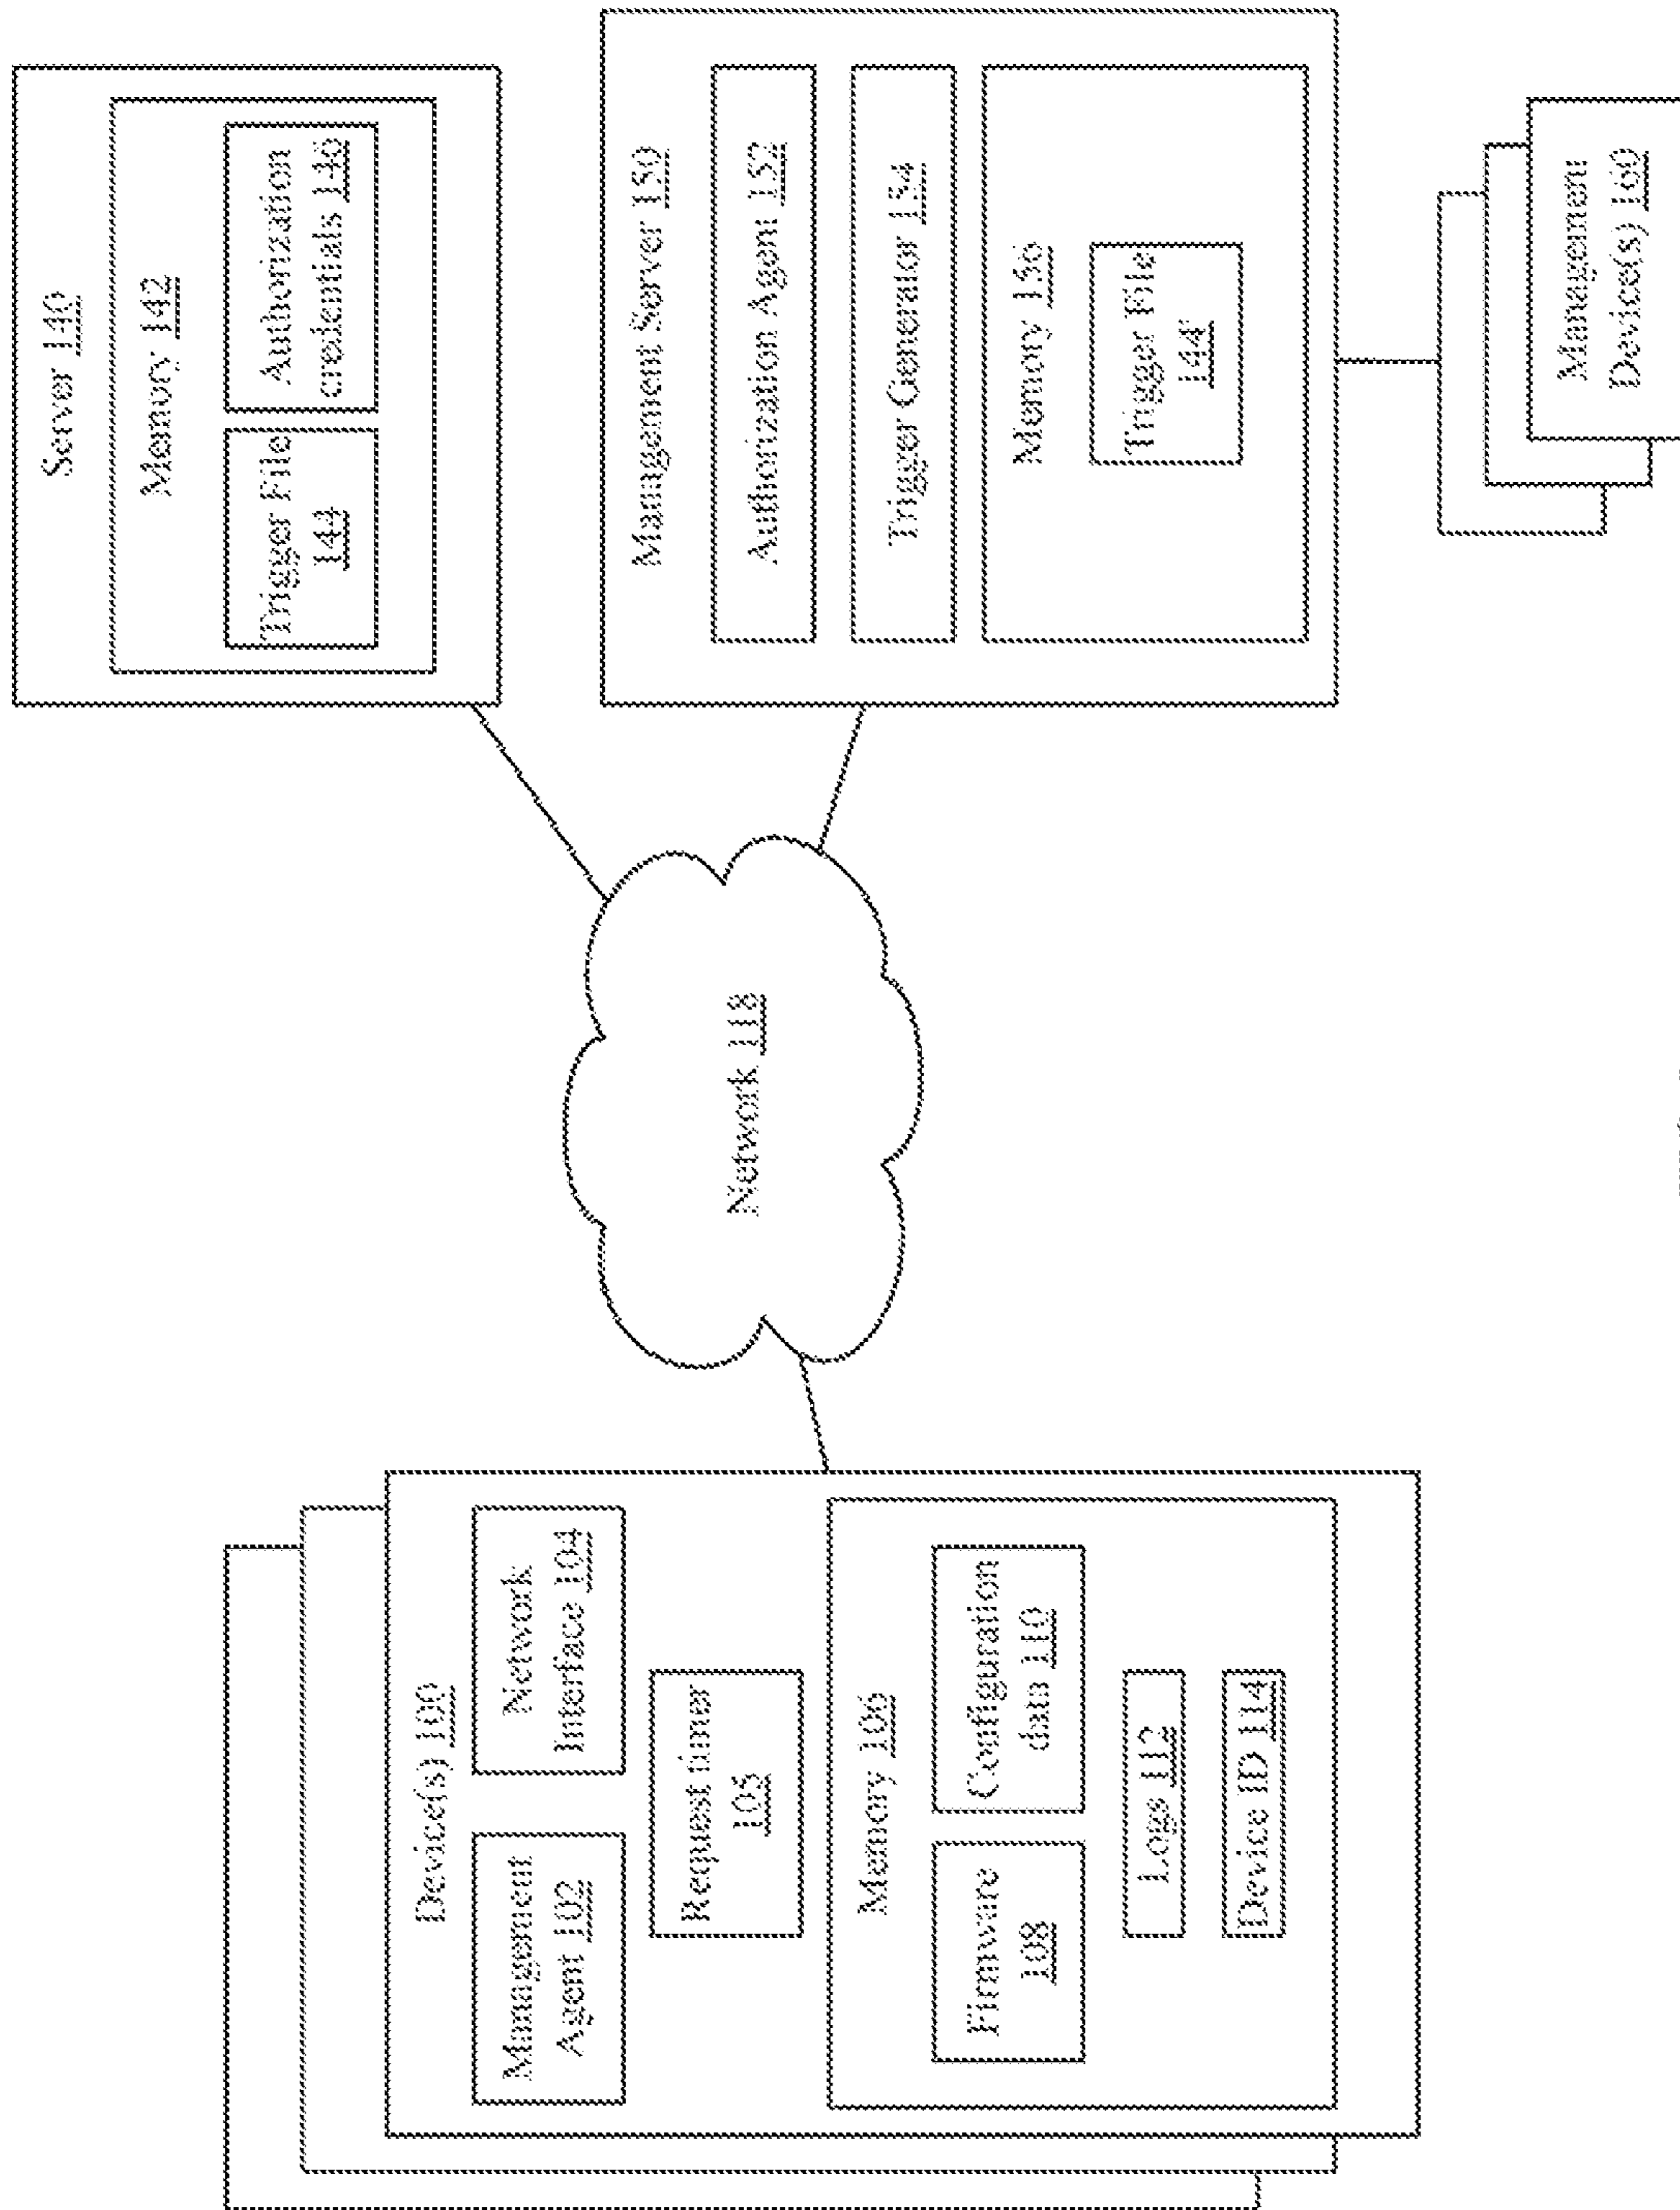 Device(s) 100
Management
Agent 102
Network
Interface 104
Request timer
105
Memory 106
Firmware
108
Configuration
data 110
Logs 112
Device ID 114
Network 118
Server 140
Memory 142
Trigger File
144
Authorization
credentials 146
Management Server 150
Authorization Agent 152
Trigger Generator 154
Memory 156
Trigger File
144'
Management
Device(s) 160